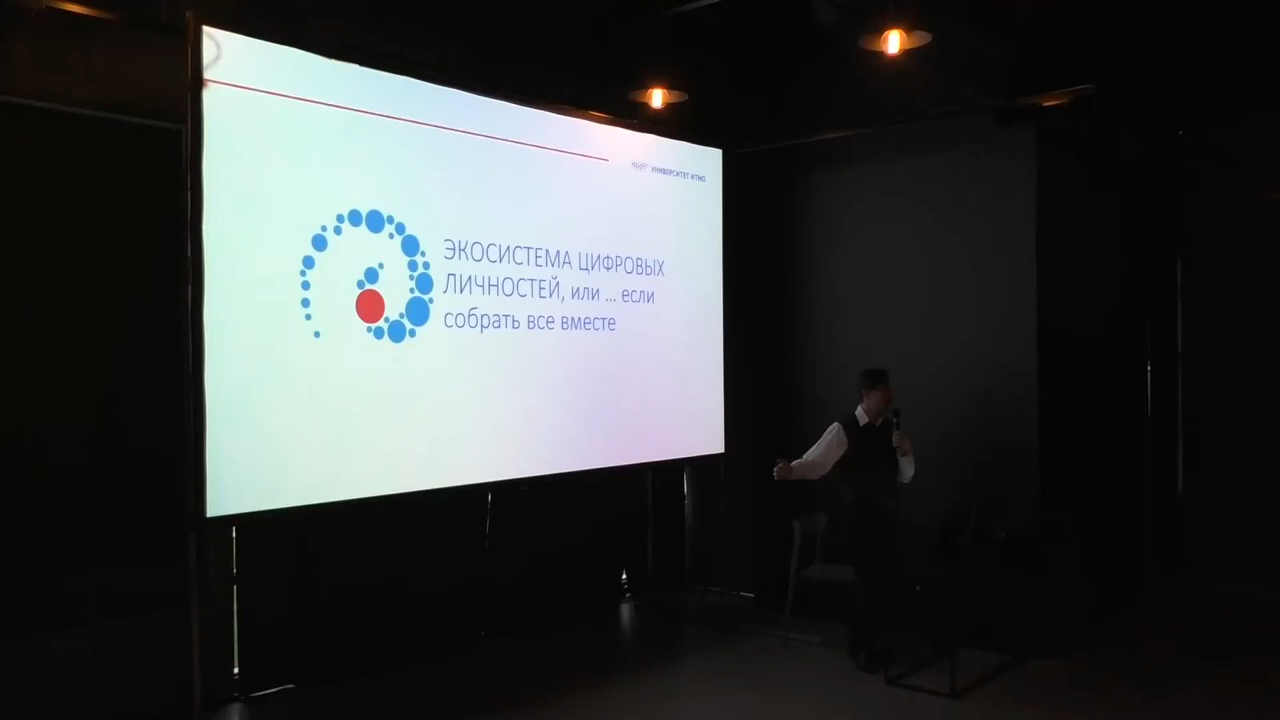 УНИВЕРСИТЕТ ИТМО
ЭКОСИСТЕМА ЦИФРОВЫХ
ЛИЧНОСТЕЙ, или ... если
собрать все вместе